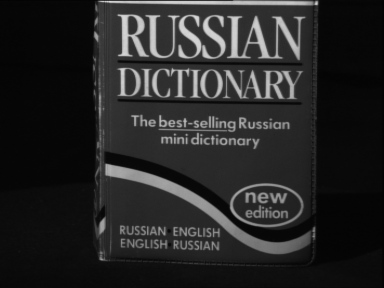 RUSSIAN
DICTIONARY
The best-selling Russian
mini dictionary
new
edition
RUSSIAN·ENGLISH
ENGLISH·RUSSIAN